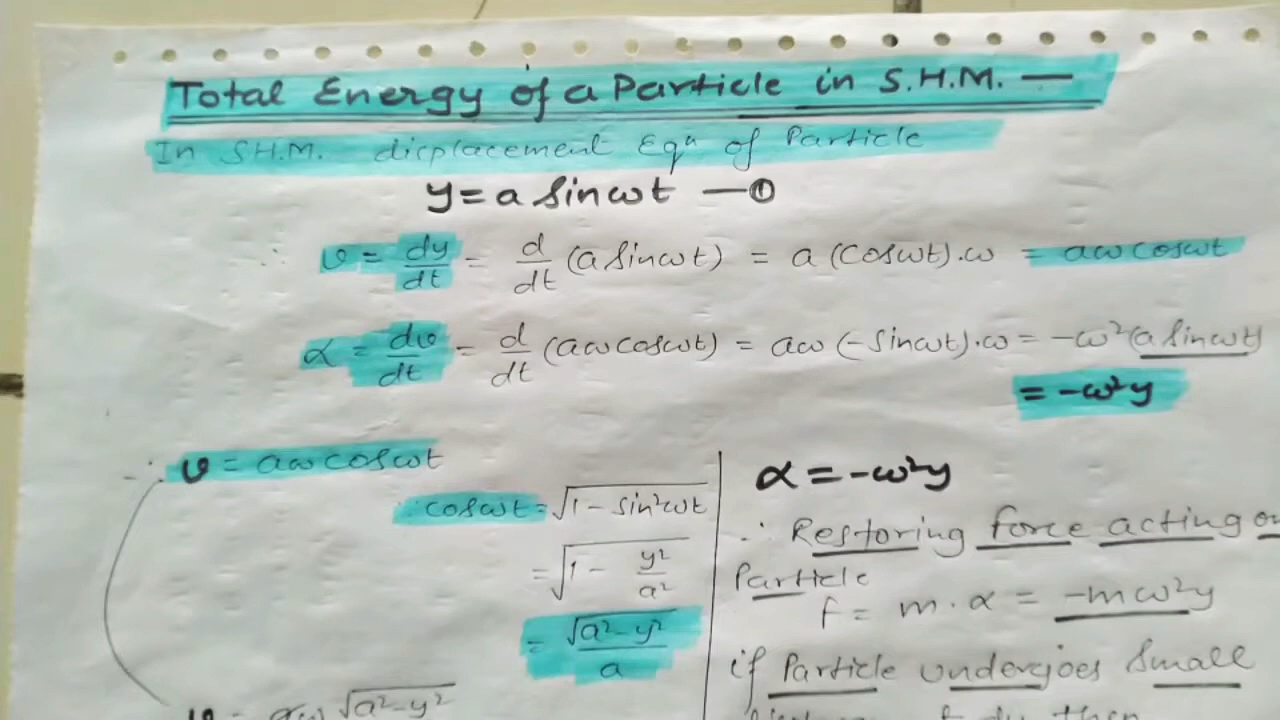 Total Energy of a Particle in S.H.M. —
In S.H.M. displacement Eqn of Particle
y = a sinωt —①
∴ v = dy/dt = d/dt (a sinωt) = a (cosωt).ω = aω cosωt
α = dv/dt = d/dt (aω cosωt) = aω (-sinωt).ω = -ω²(a sinωt)
= -ω²y
∴ v = aω cosωt
cosωt = √(1 - sin²ωt)
= √(1 - y²/a²)
= √(a²-y²)/a
α = -ω²y
∴ Restoring force acting on
Particle
f = m.α = -mω²y
if Particle undergoes small